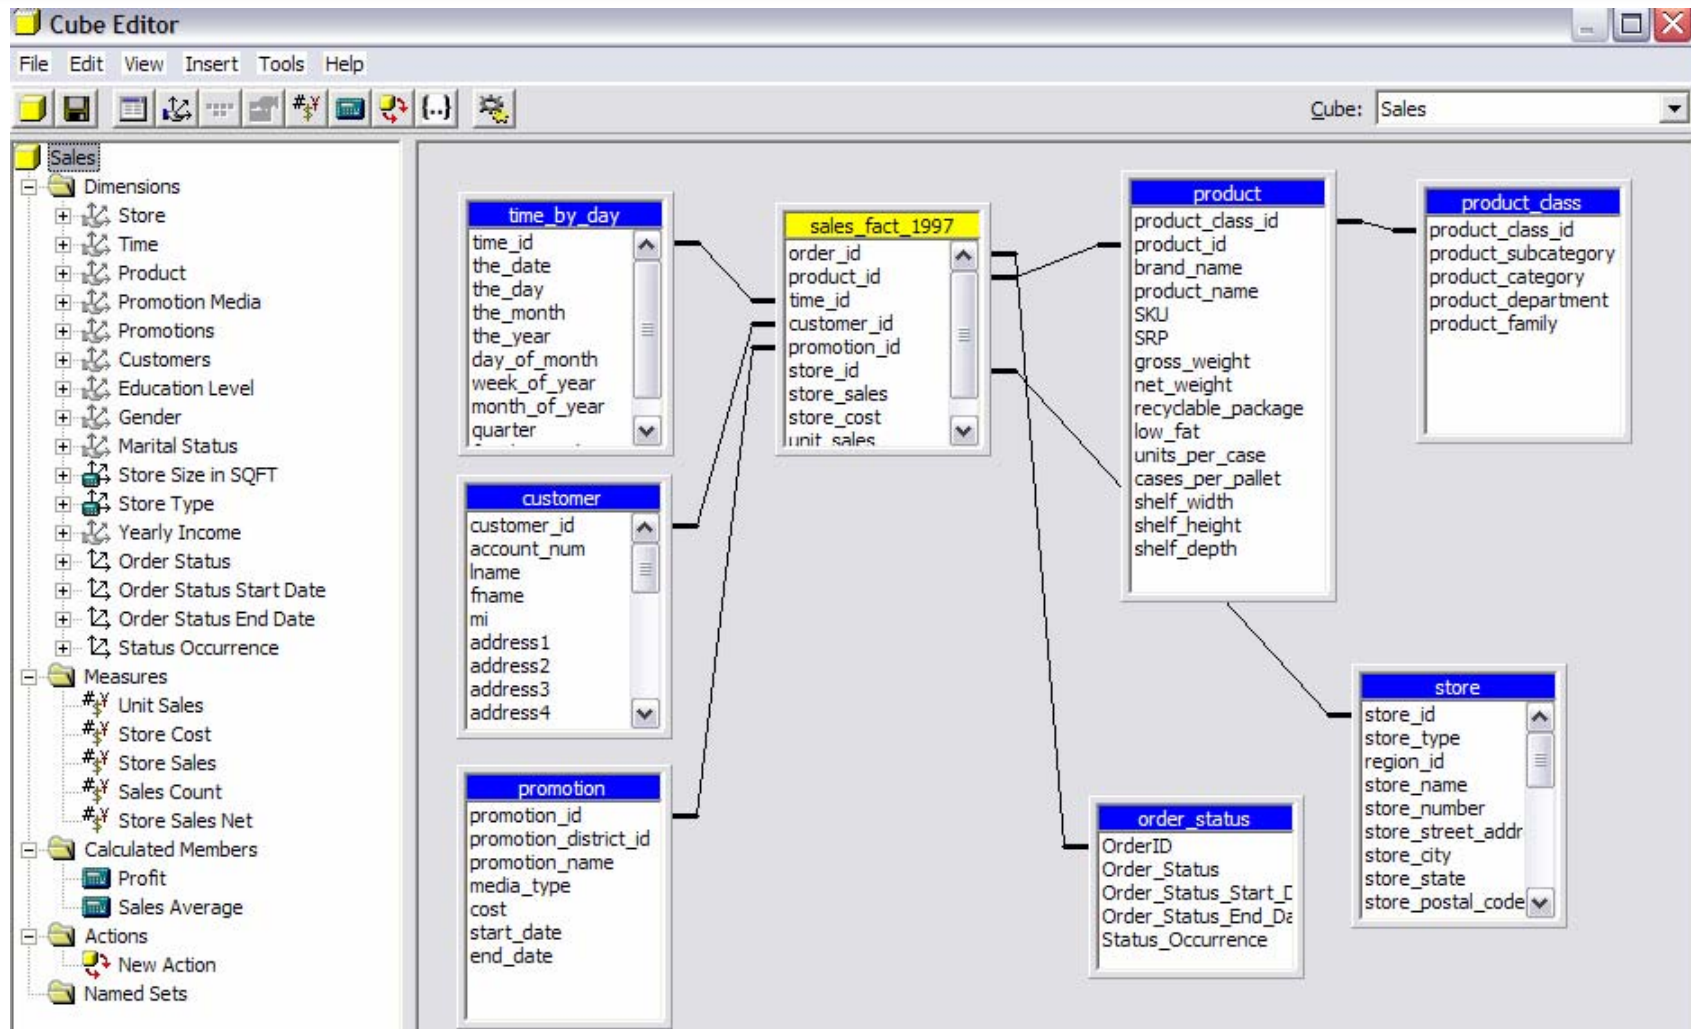 Cube Editor
File Edit View Insert Tools Help
Cube: Sales
Sales
Dimensions
Store
Time
Product
Promotion Media
Promotions
Customers
Education Level
Gender
Marital Status
Store Size in SQFT
Store Type
Yearly Income
Order Status
Order Status Start Date
Order Status End Date
Status Occurrence
Measures
Unit Sales
Store Cost
Store Sales
Sales Count
Store Sales Net
Calculated Members
Profit
Sales Average
Actions
New Action
Named Sets
time_by_day
time_id
the_date
the_day
the_month
the_year
day_of_month
week_of_year
month_of_year
quarter
customer
customer_id
account_num
lname
fname
mi
address1
address2
address3
address4
promotion
promotion_id
promotion_district_id
promotion_name
media_type
cost
start_date
end_date
sales_fact_1997
order_id
product_id
time_id
customer_id
promotion_id
store_id
store_sales
store_cost
unit_sales
product
product_class_id
product_id
brand_name
product_name
SKU
SRP
gross_weight
net_weight
recyclable_package
low_fat
units_per_case
cases_per_pallet
shelf_width
shelf_height
shelf_depth
product_class
product_class_id
product_subcategory
product_category
product_department
product_family
order_status
OrderID
Order_Status
Order_Status_Start_D
Order_Status_End_Da
Status_Occurrence
store
store_id
store_type
region_id
store_name
store_number
store_street_addr
store_city
store_state
store_postal_code